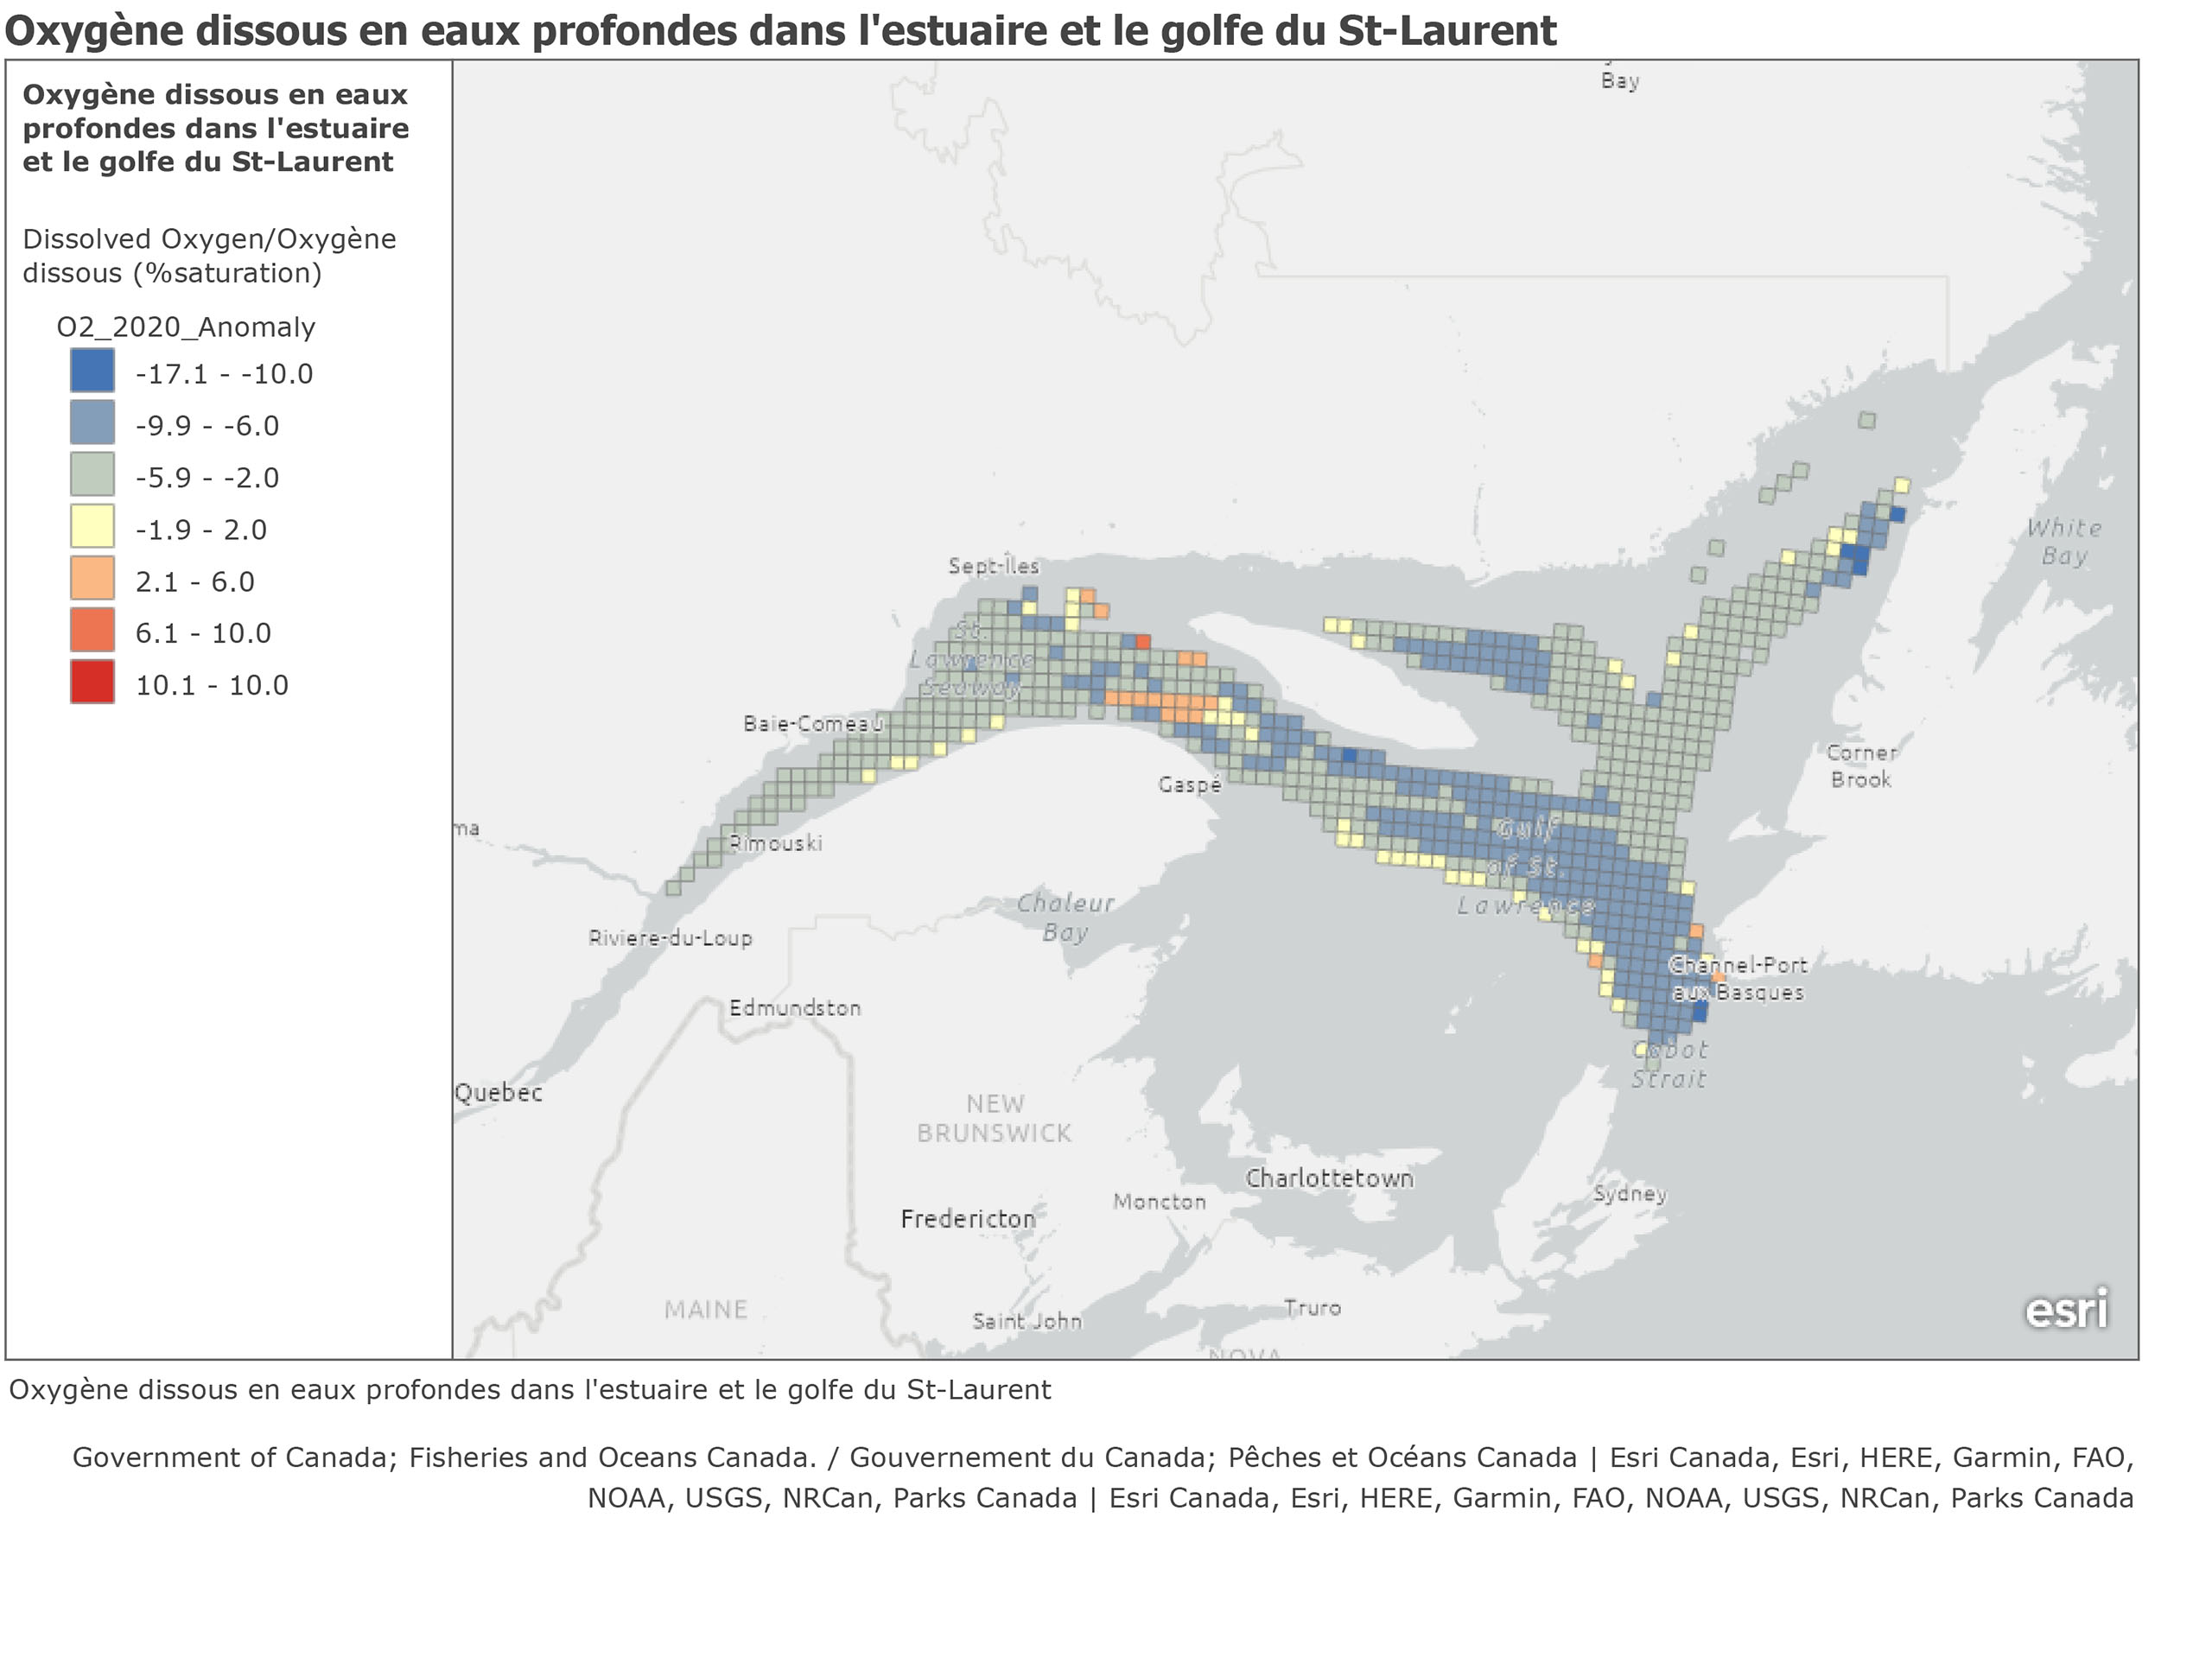 Oxygène dissous en eaux profondes dans l'estuaire et le golfe du St-Laurent
Oxygène dissous en eaux
profondes dans l'estuaire
et le golfe du St-Laurent
Dissolved Oxygen/Oxygène
dissous (%saturation)
O2_2020_Anomaly
-17.1 - -10.0
-9.9 - -6.0
-5.9 - -2.0
-1.9 - 2.0
2.1 - 6.0
6.1 - 10.0
10.1 - 10.0
Bay
White
Bay
Sept-Îles
St.
Lawrence
Seaway
Baie-Comeau
Corner
Brook
Gaspé
ma
Rimouski
Gulf
of St.
Lawrence
Chaleur
Bay
Riviere-du-Loup
Channel-Port
aux Basques
Edmundston
Cabot
Strait
Quebec
NEW
BRUNSWICK
Charlottetown
Sydney
Moncton
Fredericton
MAINE
Truro
Saint John
NOVA
esri
Oxygène dissous en eaux profondes dans l'estuaire et le golfe du St-Laurent
Government of Canada; Fisheries and Oceans Canada. / Gouvernement du Canada; Pêches et Océans Canada | Esri Canada, Esri, HERE, Garmin, FAO,
NOAA, USGS, NRCan, Parks Canada | Esri Canada, Esri, HERE, Garmin, FAO, NOAA, USGS, NRCan, Parks Canada